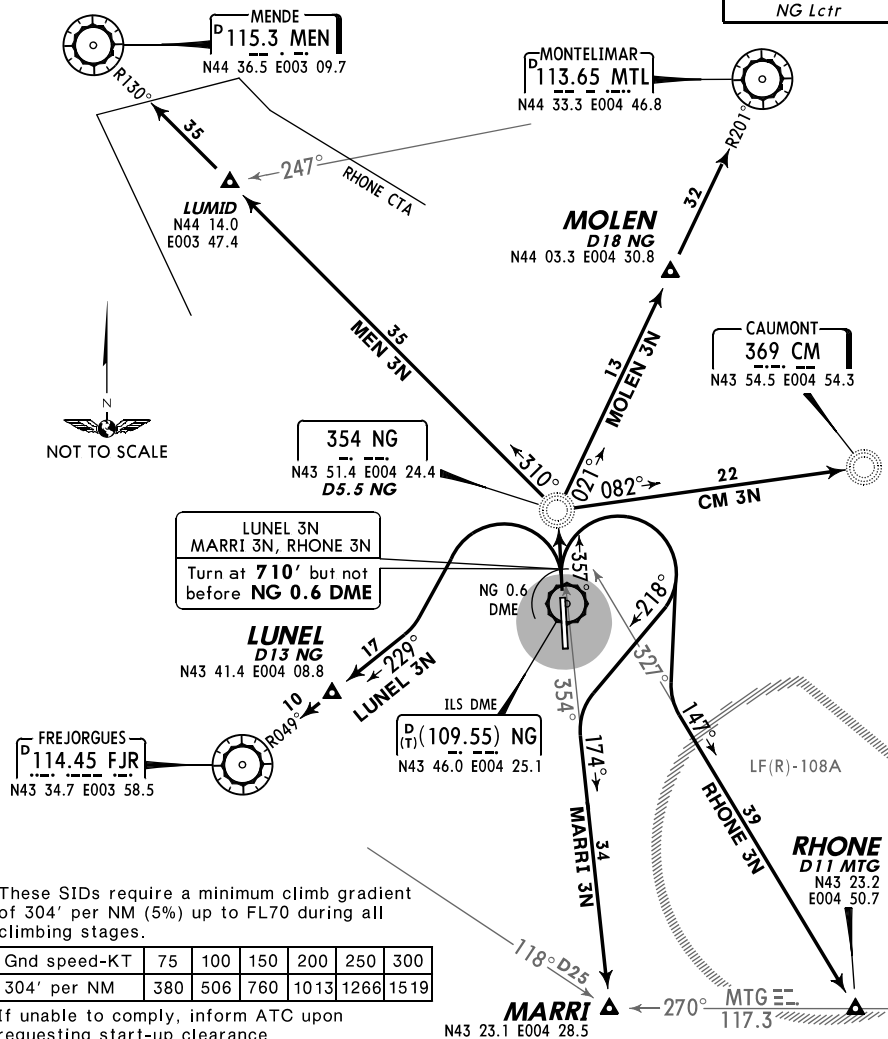 NG Lctr
MENDE
D 115.3 MEN
N44 36.5 E003 09.7
MONTELIMAR
D 113.65 MTL
N44 33.3 E004 46.8
R130°
R201°
35
247°
RHONE CTA
LUMID
N44 14.0
E003 47.4
32
MOLEN
D18 NG
N44 03.3 E004 30.8
35
MEN 3N
13
MOLEN 3N
CAUMONT
369 CM
N43 54.5 E004 54.3
N
NOT TO SCALE
354 NG
N43 51.4 E004 24.4
D5.5 NG
310°
021°
082°
22
CM 3N
LUNEL 3N
MARRI 3N, RHONE 3N
Turn at 710' but not
before NG 0.6 DME
357°
NG 0.6
DME
218°
327°
LUNEL
D13 NG
N43 41.4 E004 08.8
17
229°
LUNEL 3N
10
R049°
354°
ILS DME
D
(T) (109.55) NG
N43 46.0 E004 25.1
FREJORGUES
D 114.45 FJR
N43 34.7 E003 58.5
174°
147°
LF(R)-108A
MARRI 3N
34
RHONE 3N
39
RHONE
D11 MTG
N43 23.2
E004 50.7
These SIDs require a minimum climb gradient
of 304' per NM (5%) up to FL70 during all
climbing stages.
Gnd speed-KT 75 100 150 200 250 300
304' per NM 380 506 760 1013 1266 1519
If unable to comply, inform ATC upon
requesting start-up clearance
118° D25
MARRI
N43 23.1 E004 28.5
270°
MTG
117.3